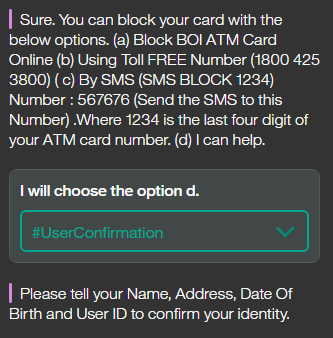 Sure. You can block your card with the
below options. (a) Block BOI ATM Card
Online (b) Using Toll FREE Number (1800 425
3800) ( c) By SMS (SMS BLOCK 1234)
Number : 567676 (Send the SMS to this
Number) .Where 1234 is the last four digit of
your ATM card number. (d) I can help.
I will choose the option d.
#UserConfirmation
Please tell your Name, Address, Date Of
Birth and User ID to confirm your identity.